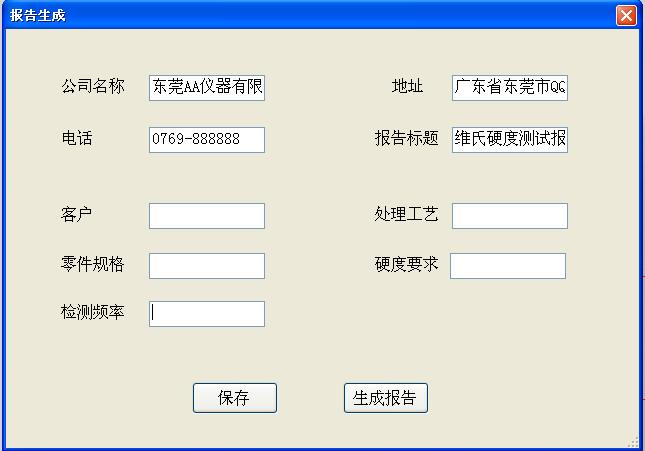 报告生成
公司名称 东莞AA仪器有限 地址 广东省东莞市QQ
电话 0769-888888 报告标题 维氏硬度测试报
客户 处理工艺
零件规格 硬度要求
检测频率
保存 生成报告